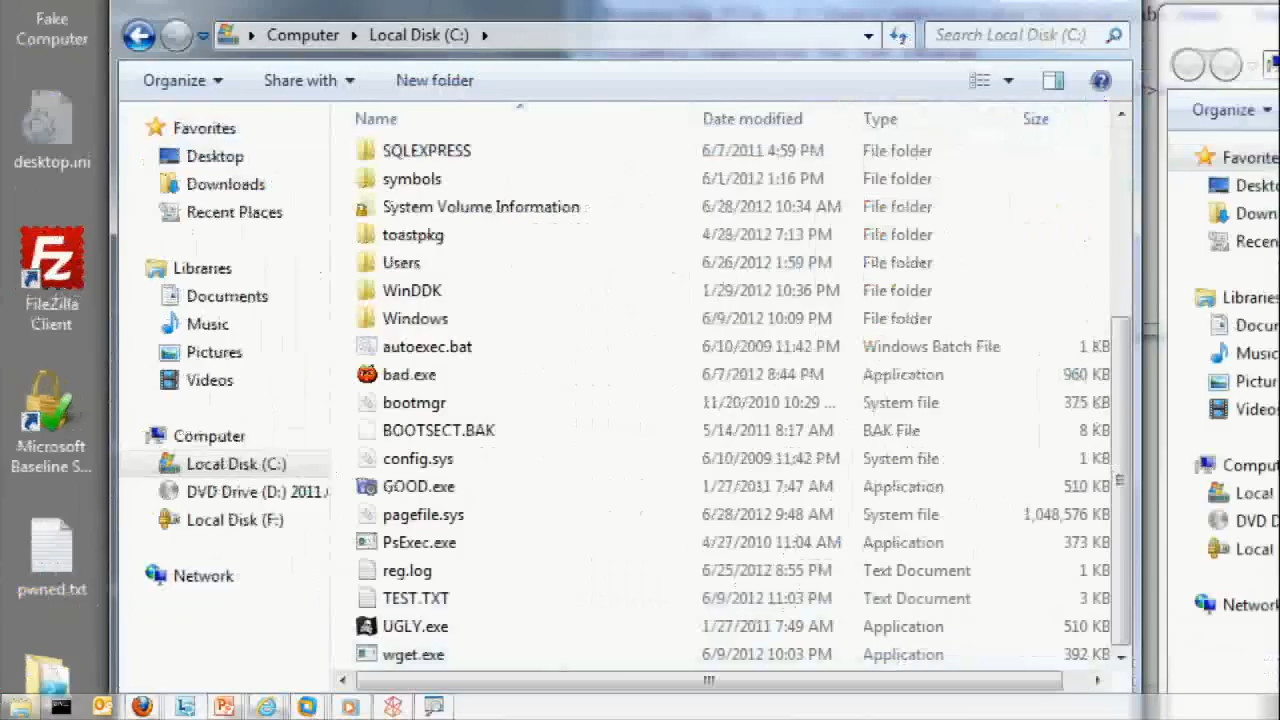 Fake
Computer
desktop.ini
FileZilla
Client
Microsoft
Baseline S...
pwned.txt
Computer
Local Disk (C:)
Search Local Disk (C:)
Organize
Share with
New folder
Favorites
Desktop
Downloads
Recent Places
Libraries
Documents
Music
Pictures
Videos
Computer
Local Disk (C:)
DVD Drive (D:) 2011.
Local Disk (F:)
Network
Name Date modified Type Size
SQLEXPRESS 6/7/2011 4:59 PM File folder
symbols 6/1/2012 1:16 PM File folder
System Volume Information 6/28/2012 10:34 AM File folder
toastpkg 4/23/2012 7:13 PM File folder
Users 6/26/2012 1:59 PM File folder
WinDDK 1/29/2012 10:36 PM File folder
Windows 6/9/2012 10:09 PM File folder
autoexec.bat 6/10/2009 11:42 PM Windows Batch File 1 KB
bad.exe 6/7/2012 8:44 PM Application 960 KB
bootmgr 11/20/2010 10:29 ... System file 375 KB
BOOTSECT.BAK 5/14/2011 8:17 AM BAK File 8 KB
config.sys 6/10/2009 11:42 PM System file 1 KB
GOOD.exe 1/27/2011 7:47 AM Application 510 KB
pagefile.sys 6/28/2012 9:48 AM System file 1,048,576 KB
PsExec.exe 4/27/2010 11:04 AM Application 373 KB
reg.log 6/25/2012 8:55 PM Text Document 1 KB
TEST.TXT 6/9/2012 11:03 PM Text Document 3 KB
UGLY.exe 1/27/2011 7:49 AM Application 510 KB
wget.exe 6/9/2012 10:03 PM Application 392 KB
Organize
Favorite
Deskto
Down
Recen
Librarie
Docur
Music
Pictur
Video
Compu
Local
DVD D
Local
Networ